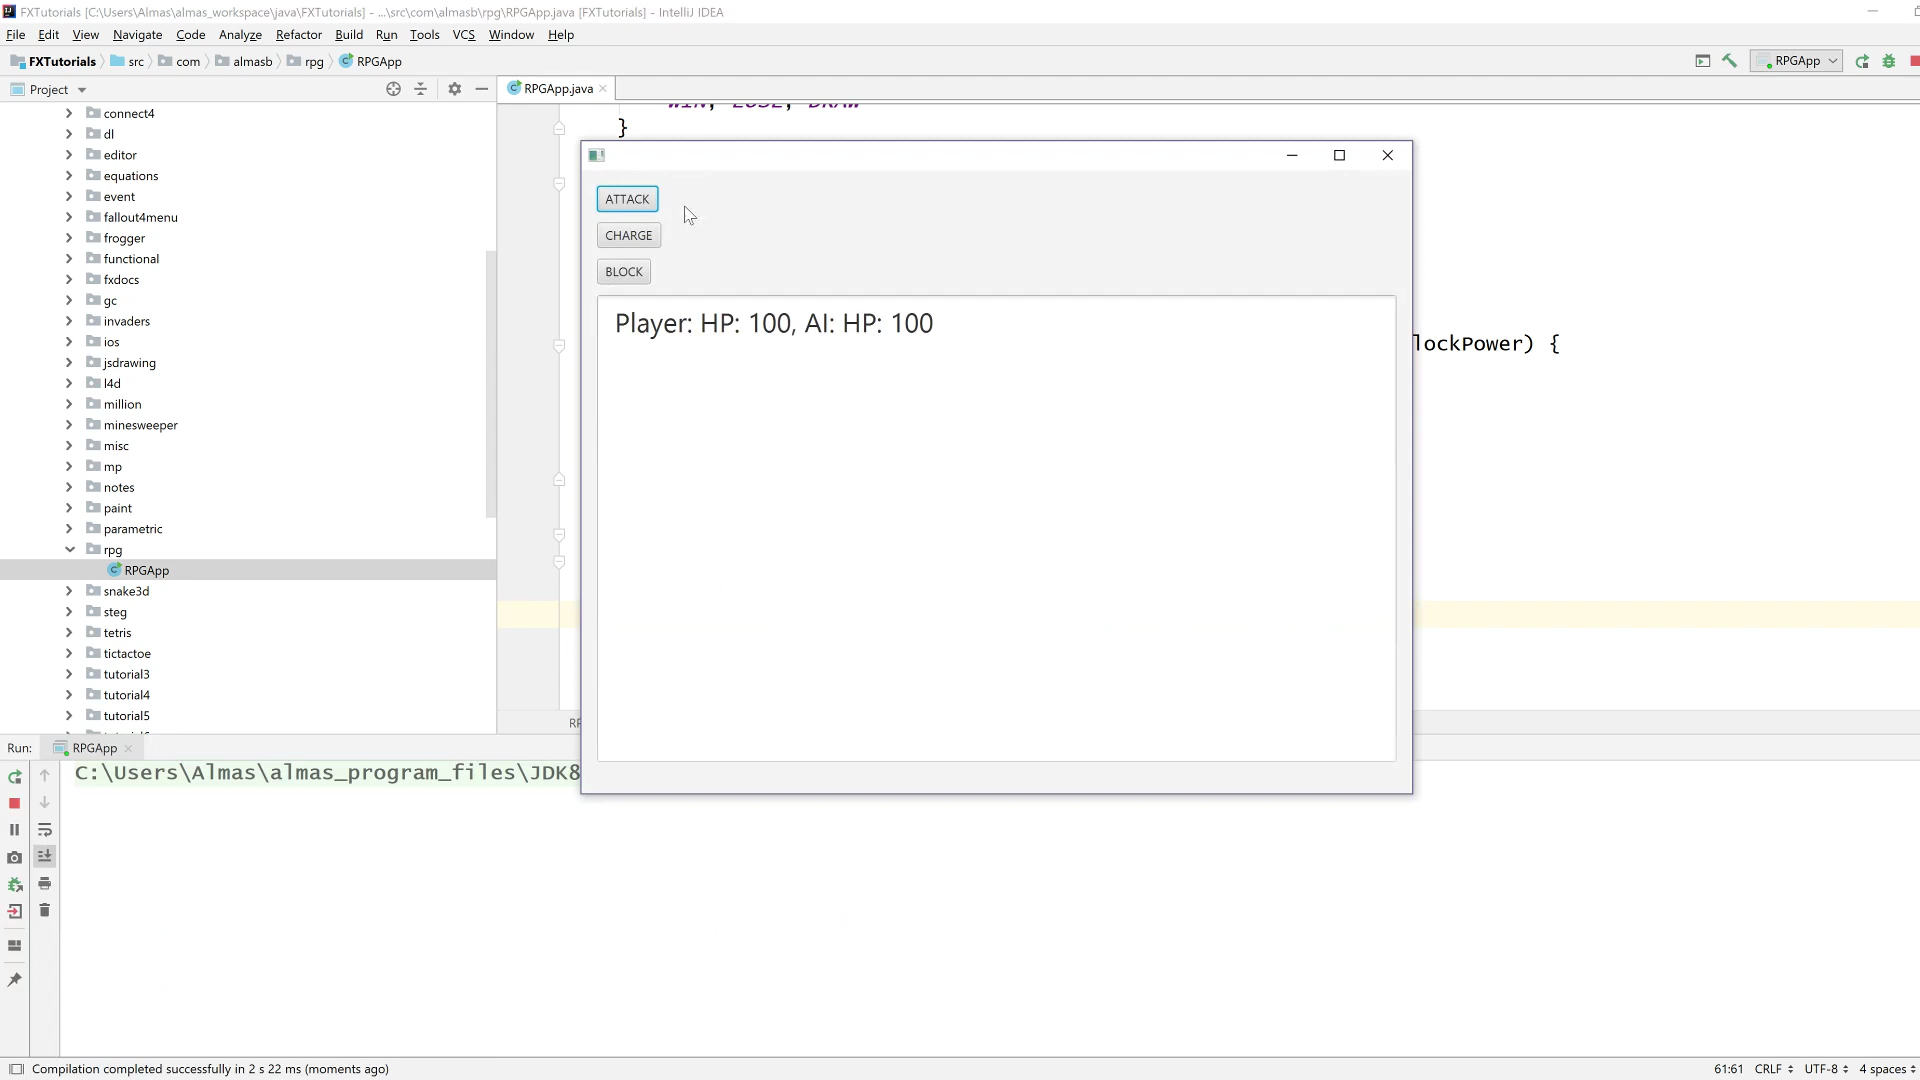 FXTutorials [C:\Users\Almas\almas_workspace\java\FXTutorials] - ...\src\com\almasb\rpg\RPGApp.java [FXTutorials] - IntelliJ IDEA
File Edit View Navigate Code Analyze Refactor Build Run Tools VCS Window Help
FXTutorials src com almasb rpg RPGApp RPGApp
Project RPGApp.java
WIN, LOSE, DRAW
}
ATTACK
CHARGE
BLOCK
Player: HP: 100, AI: HP: 100
lockPower) {
connect4
dl
editor
equations
event
fallout4menu
frogger
functional
fxdocs
gc
invaders
ios
jsdrawing
l4d
million
minesweeper
misc
mp
notes
paint
parametric
rpg
RPGApp
snake3d
steg
tetris
tictactoe
tutorial3
tutorial4
tutorial5
Run: RPGApp
C:\Users\Almas\almas_program_files\JDK8
Compilation completed successfully in 2 s 22 ms (moments ago) 61:61 CRLF UTF-8 4 spaces